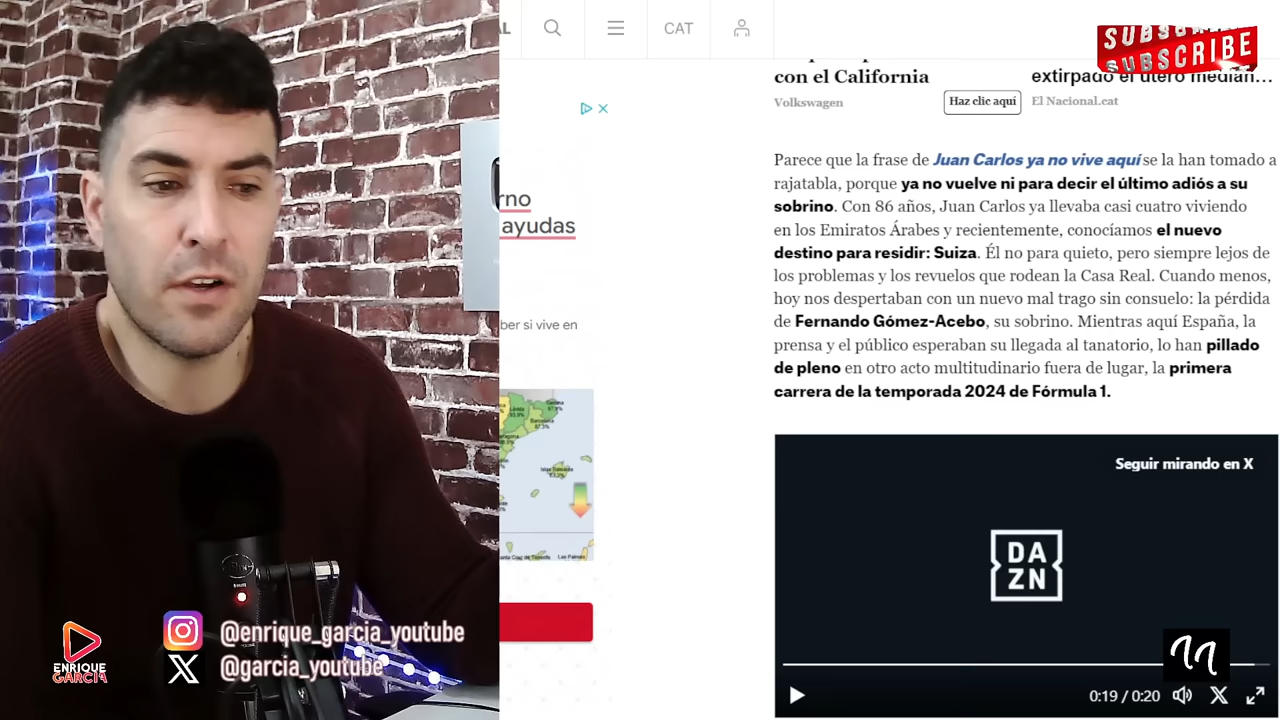 AL
CAT
SUBSCRIBE
SUBSCRIBE
con el California
Volkswagen
Haz clic aquí
extirpado el útero median...
El Nacional.cat
rno
ayudas
ber si vive en
Parece que la frase de Juan Carlos ya no vive aquí se la han tomado a
rajatabla, porque ya no vuelve ni para decir el último adiós a su
sobrino. Con 86 años, Juan Carlos ya llevaba casi cuatro viviendo
en los Emiratos Árabes y recientemente, conocíamos el nuevo
destino para residir: Suiza. Él no para quieto, pero siempre lejos de
los problemas y los revuelos que rodean la Casa Real. Cuando menos,
hoy nos despertaban con un nuevo mal trago sin consuelo: la pérdida
de Fernando Gómez-Acebo, su sobrino. Mientras aquí España, la
prensa y el público esperaban su llegada al tanatorio, lo han pillado
de pleno en otro acto multitudinario fuera de lugar, la primera
carrera de la temporada 2024 de Fórmula 1.
Seguir mirando en X
DA
ZN
0:19 / 0:20
ENRIQUE
GARCIA
@enrique_garcia_youtube
@garcia_youtube